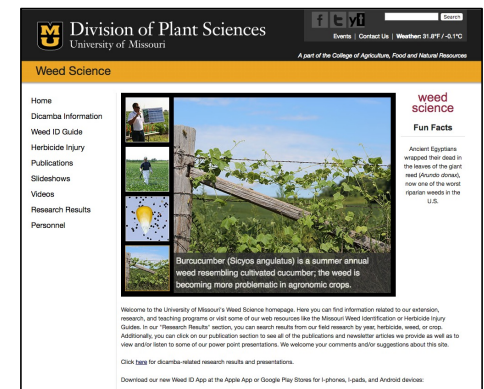 Division of Plant Sciences
University of Missouri
Search
Events | Contact Us | Weather: 31.8°F / -0.1°C
A part of the College of Agriculture, Food and Natural Resources
Weed Science
Home
Dicamba Information
Weed ID Guide
Herbicide Injury
Publications
Slideshows
Videos
Research Results
Personnel
Burcucumber (Sicyos angulatus) is a summer annual
weed resembling cultivated cucumber; the weed is
becoming more problematic in agronomic crops.
weed
science
Fun Facts
Ancient Egyptians
wrapped their dead in
the leaves of the giant
reed (Arundo donax),
now one of the worst
riparian weeds in the
U.S.
Welcome to the University of Missouri's Weed Science homepage. Here you can find information related to our extension,
research, and teaching programs or visit some of our web resources like the Missouri Weed Identification or Herbicide Injury
Guides. In our "Research Results" section, you can search results from our field research by year, herbicide, weed, or crop.
Additionally, you can click on our publication section to see all of the publications and newsletter articles we provide as well as to
view and/or listen to some of our power point presentations. We welcome your comments and/or suggestions about this site.
Click here for dicamba-related research results and presentations.
Download our new Weed ID App at the Apple App or Google Play Stores for I-phones, I-pads, and Android devices: